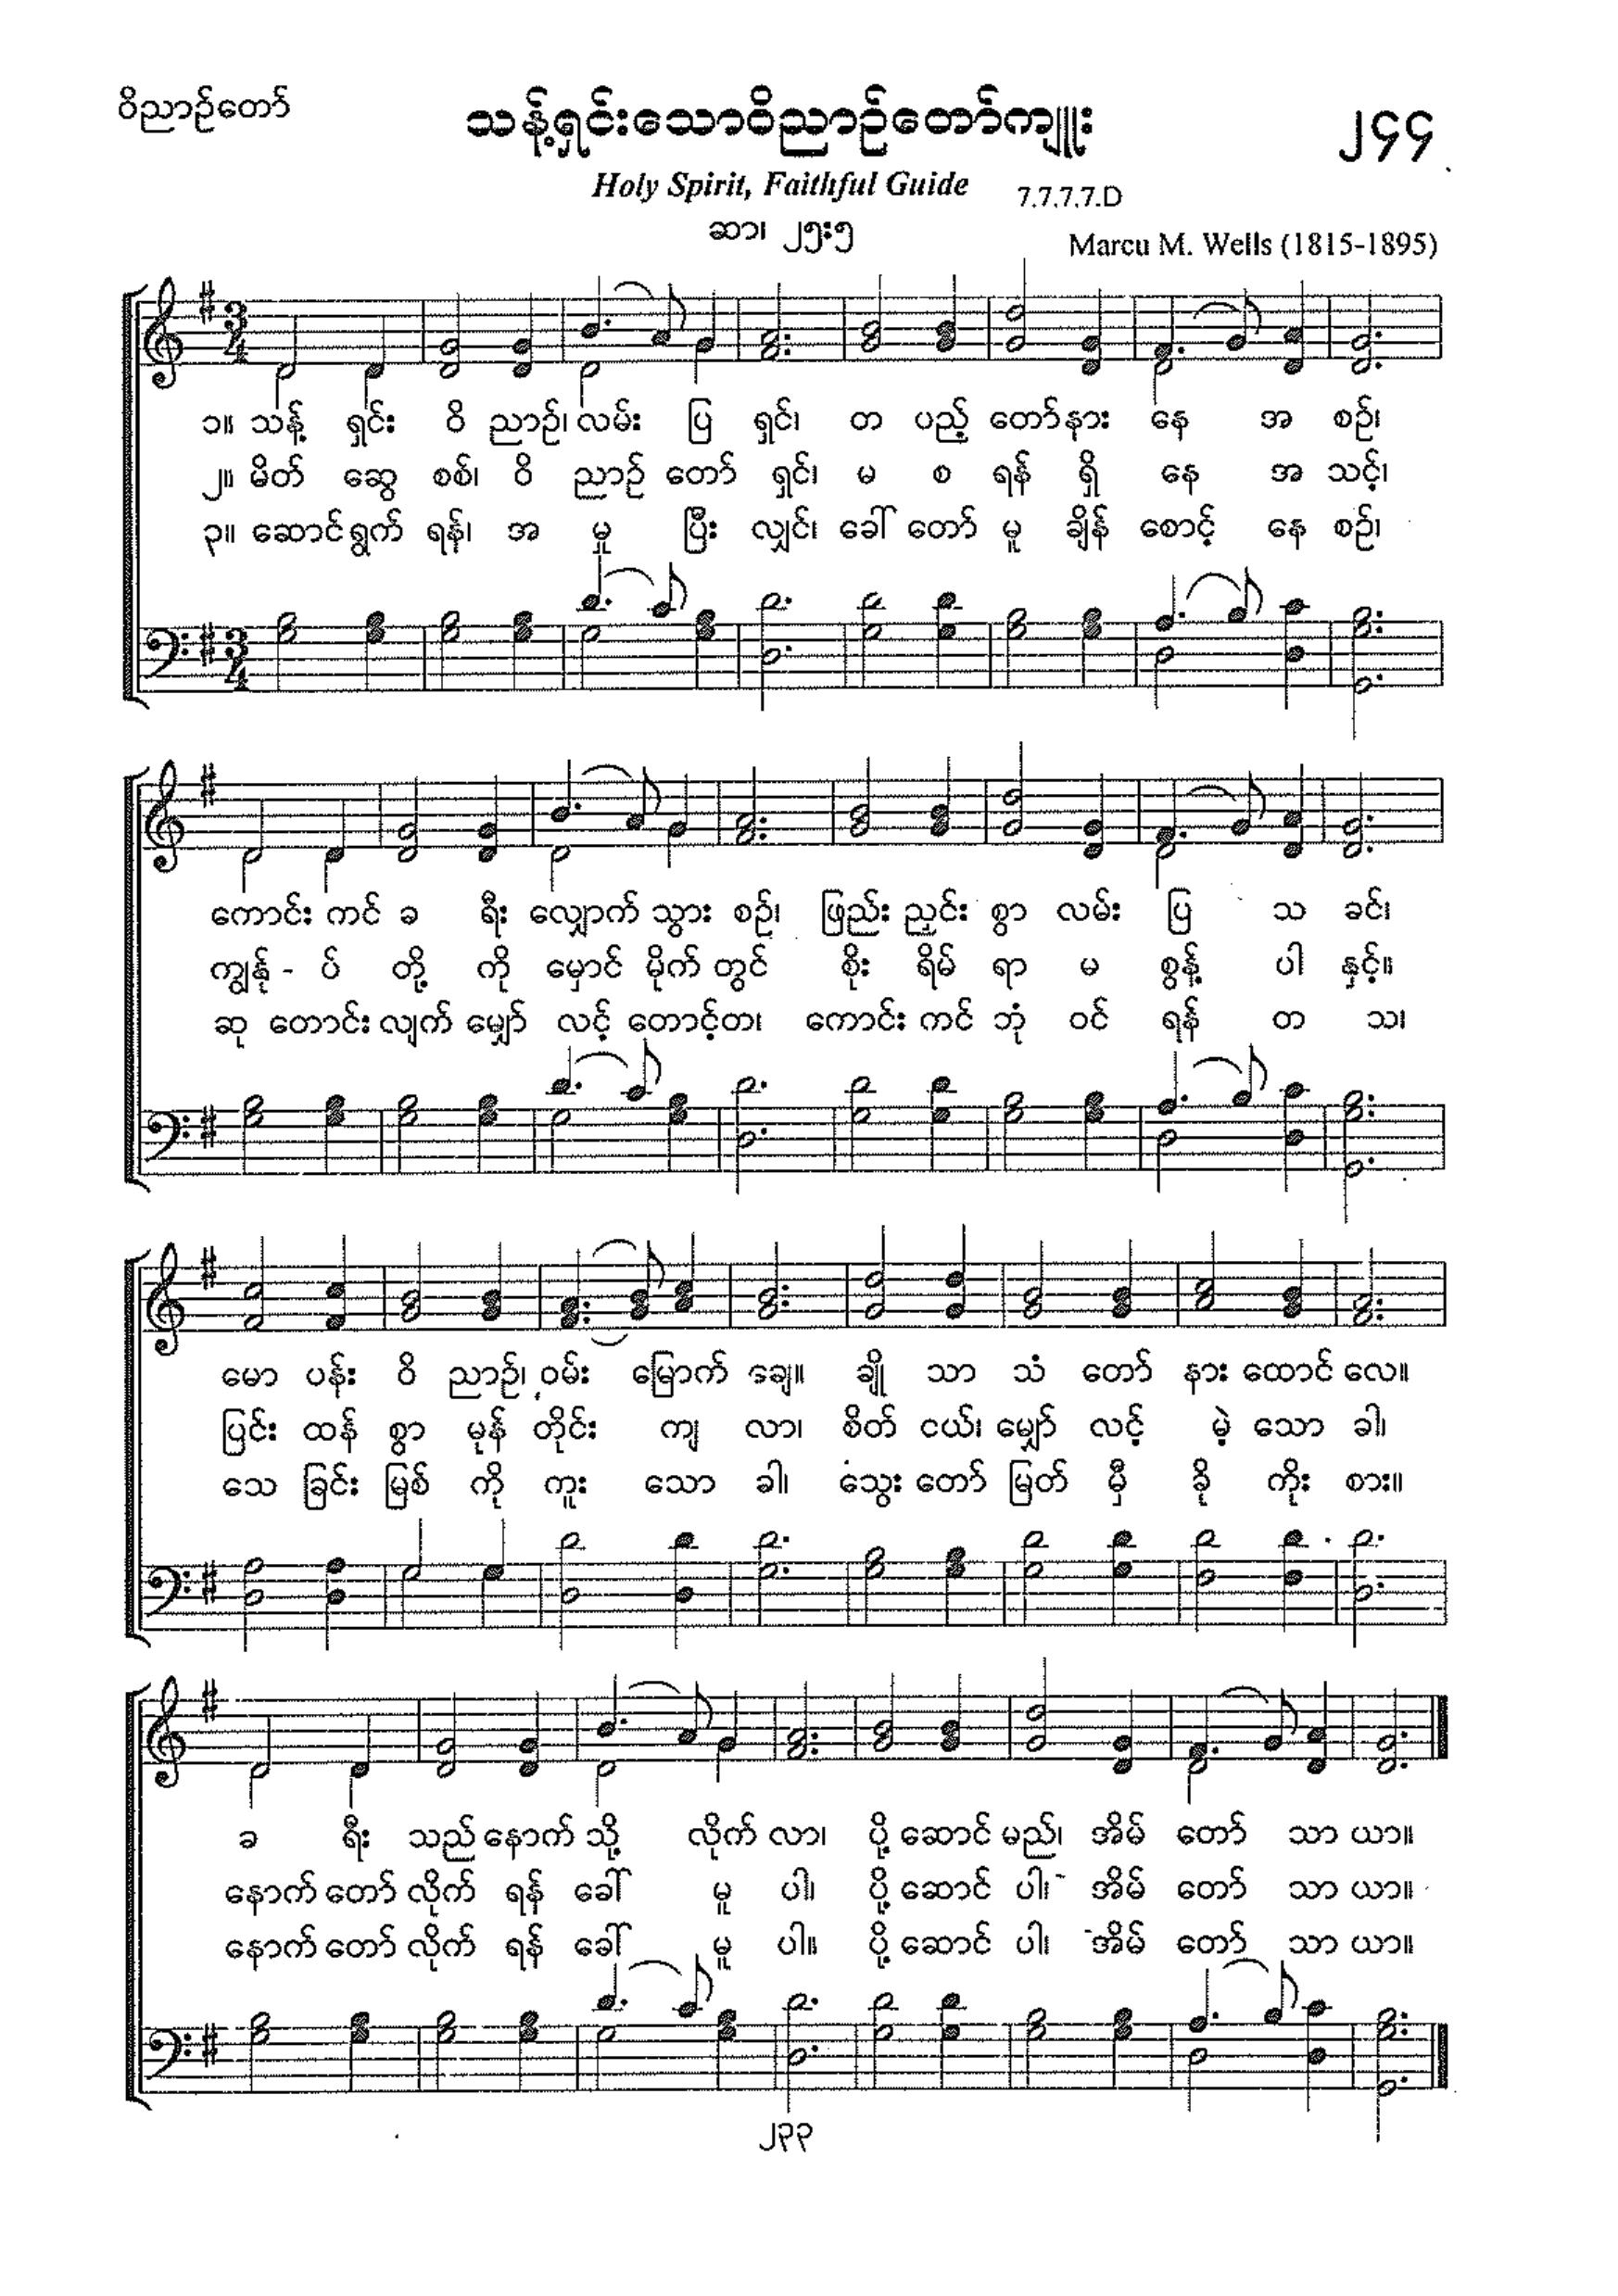 ဝိညာဉ်တော်
သန့်ရှင်းသောဝိညာဉ်တော်ကျူး
၂၄၄
Holy Spirit, Faithful Guide 7.7.7.7.D
ဆာ၊ ၂၅း၅
Marcu M. Wells (1815-1895)
၁။ သန့် ရှင်း ဝိ ညာဉ်၊ လမ်း ပြ ရှင်၊ တ ပည့် တော်နား နေ အ စဉ်၊
၂။ မိတ် ဆွေ စစ်၊ ဝိ ညာဉ် တော် ရှင်၊ မ စ ရန် ရှိ နေ အ သင့်၊
၃။ ဆောင်ရွက် ရန်၊ အ မှု ပြီး လျှင်၊ ခေါ် တော် မူ ချိန် စောင့် နေ စဉ်၊
ကောင်း ကင် ခ ရီး လျှောက် သွား စဉ်၊ ဖြည်း ညှင်း စွာ လမ်း ပြ သ ခင်၊
ကျွန်ု - ပ် တို့ ကို မှောင် မိုက် တွင် စိုး ရိမ် ရာ မ စွန့် ပါ နှင့်။
ဆု တောင်း လျက် မျှော် လင့် တောင့်တ၊ ကောင်း ကင် ဘုံ ဝင် ရန် တ သ၊
မော ပန်း ဝိ ညာဉ်၊ ဝမ်း မြောက် ချေ။ ချို သာ သံ တော် နား ထောင် လေ။
ပြင်း ထန် စွာ မုန် တိုင်း ကျ လာ၊ စိတ် ငယ်၊ မျှော် လင့် မဲ့ သော ခါ၊
သေ ခြင်း မြစ် ကို ကူး သော ခါ၊ သွေး တော် မြတ် မှီ ခို ကိုး စား။
ခ ရီး သည် နောက် သို့ လိုက် လာ၊ ပို့ ဆောင် မည်၊ အိမ် တော် သာ ယာ။
နောက် တော် လိုက် ရန် ခေါ် မူ ပါ၊ ပို့ ဆောင် ပါ၊ အိမ် တော် သာ ယာ။
နောက် တော် လိုက် ရန် ခေါ် မူ ပါ။ ပို့ ဆောင် ပါ၊ အိမ် တော် သာ ယာ။
၂၃၃